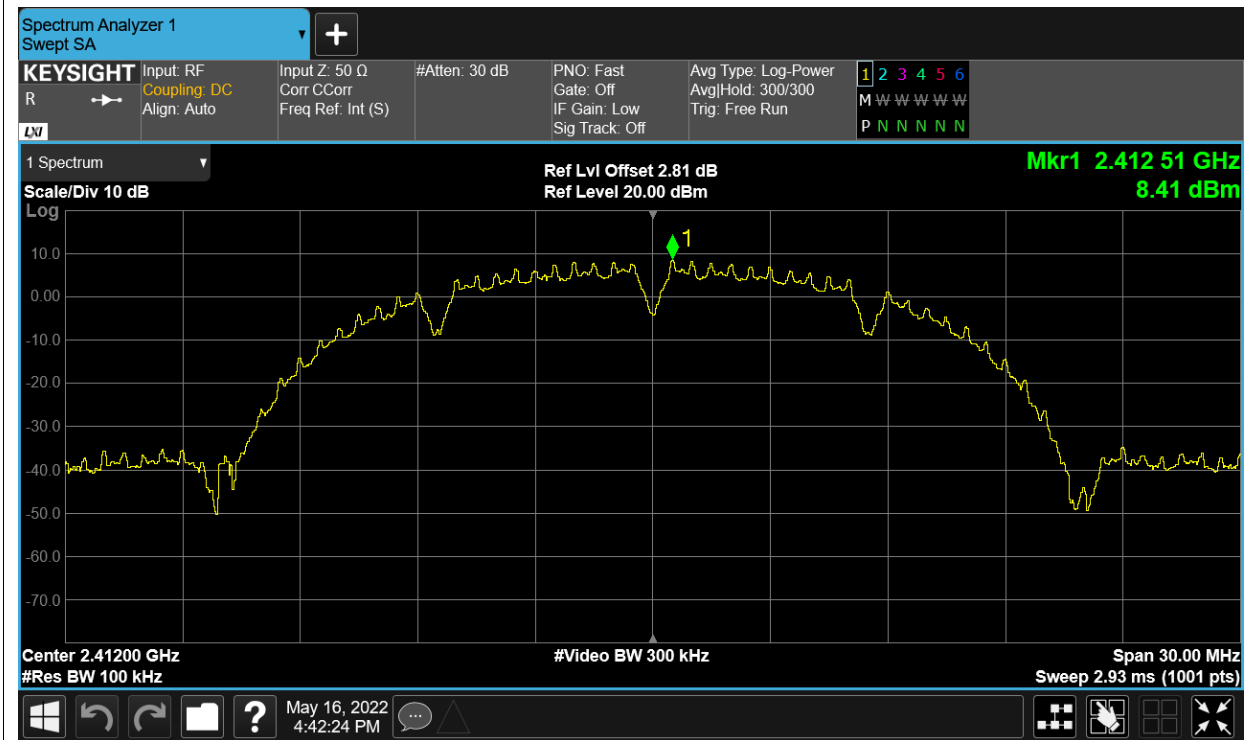 Spectrum Analyzer 1
Swept SA
+
KEYSIGHT
R
LXI
Input: RF
Coupling: DC
Align: Auto
Input Z: 50 Ω
Corr CCorr
Freq Ref: Int (S)
#Atten: 30 dB
PNO: Fast
Gate: Off
IF Gain: Low
Sig Track: Off
Avg Type: Log-Power
Avg|Hold: 300/300
Trig: Free Run
1 2 3 4 5 6
M W W W W W
P N N N N N
1 Spectrum
Scale/Div 10 dB
Log
Ref Lvl Offset 2.81 dB
Ref Level 20.00 dBm
Mkr1 2.412 51 GHz
8.41 dBm
1
10.0
0.00
-10.0
-20.0
-30.0
-40.0
-50.0
-60.0
-70.0
Center 2.41200 GHz
#Res BW 100 kHz
#Video BW 300 kHz
Span 30.00 MHz
Sweep 2.93 ms (1001 pts)
?
May 16, 2022
4:42:24 PM